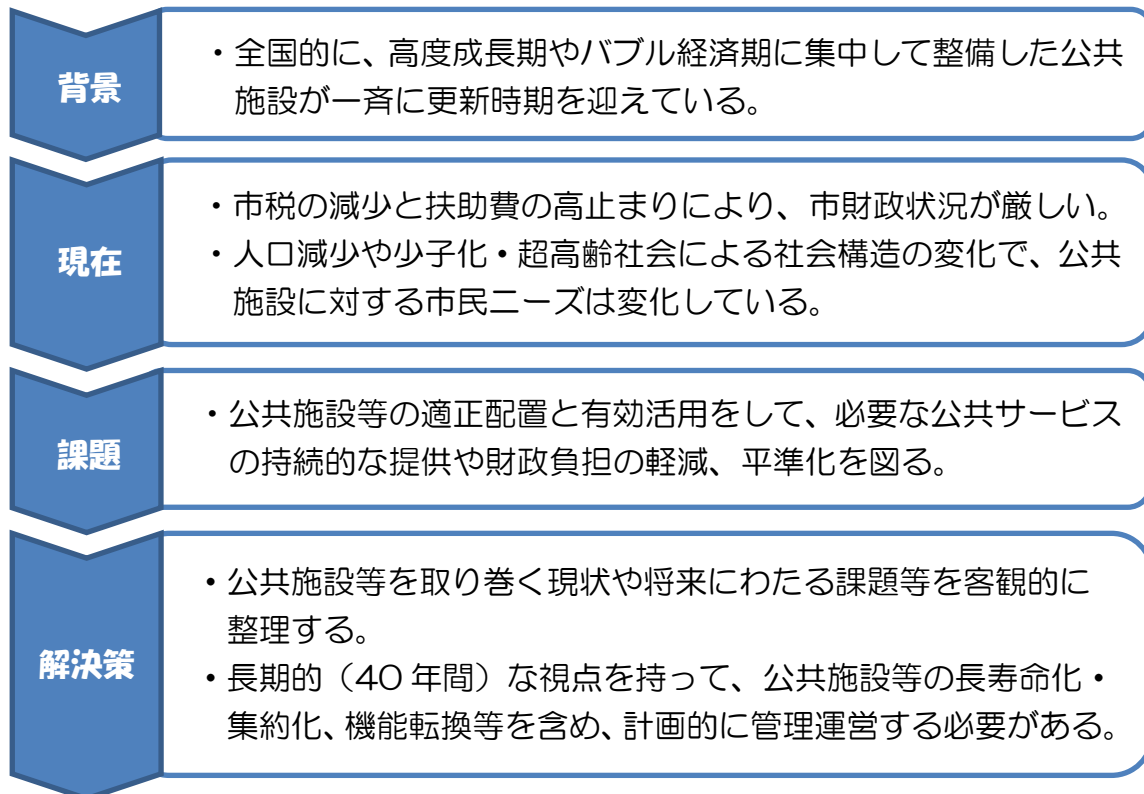 背景
・全国的に、高度成長期やバブル経済期に集中して整備した公共
施設が一斉に更新時期を迎えている。
現在
・市税の減少と扶助費の高止まりにより、市財政状況が厳しい。
・人口減少や少子化・超高齢社会による社会構造の変化で、公共
施設に対する市民ニーズは変化している。
課題
・公共施設等の適正配置と有効活用をして、必要な公共サービス
の持続的な提供や財政負担の軽減、平準化を図る。
解決策
・公共施設等を取り巻く現状や将来にわたる課題等を客観的に
整理する。
・長期的（40 年間）な視点を持って、公共施設等の長寿命化・
集約化、機能転換等を含め、計画的に管理運営する必要がある。